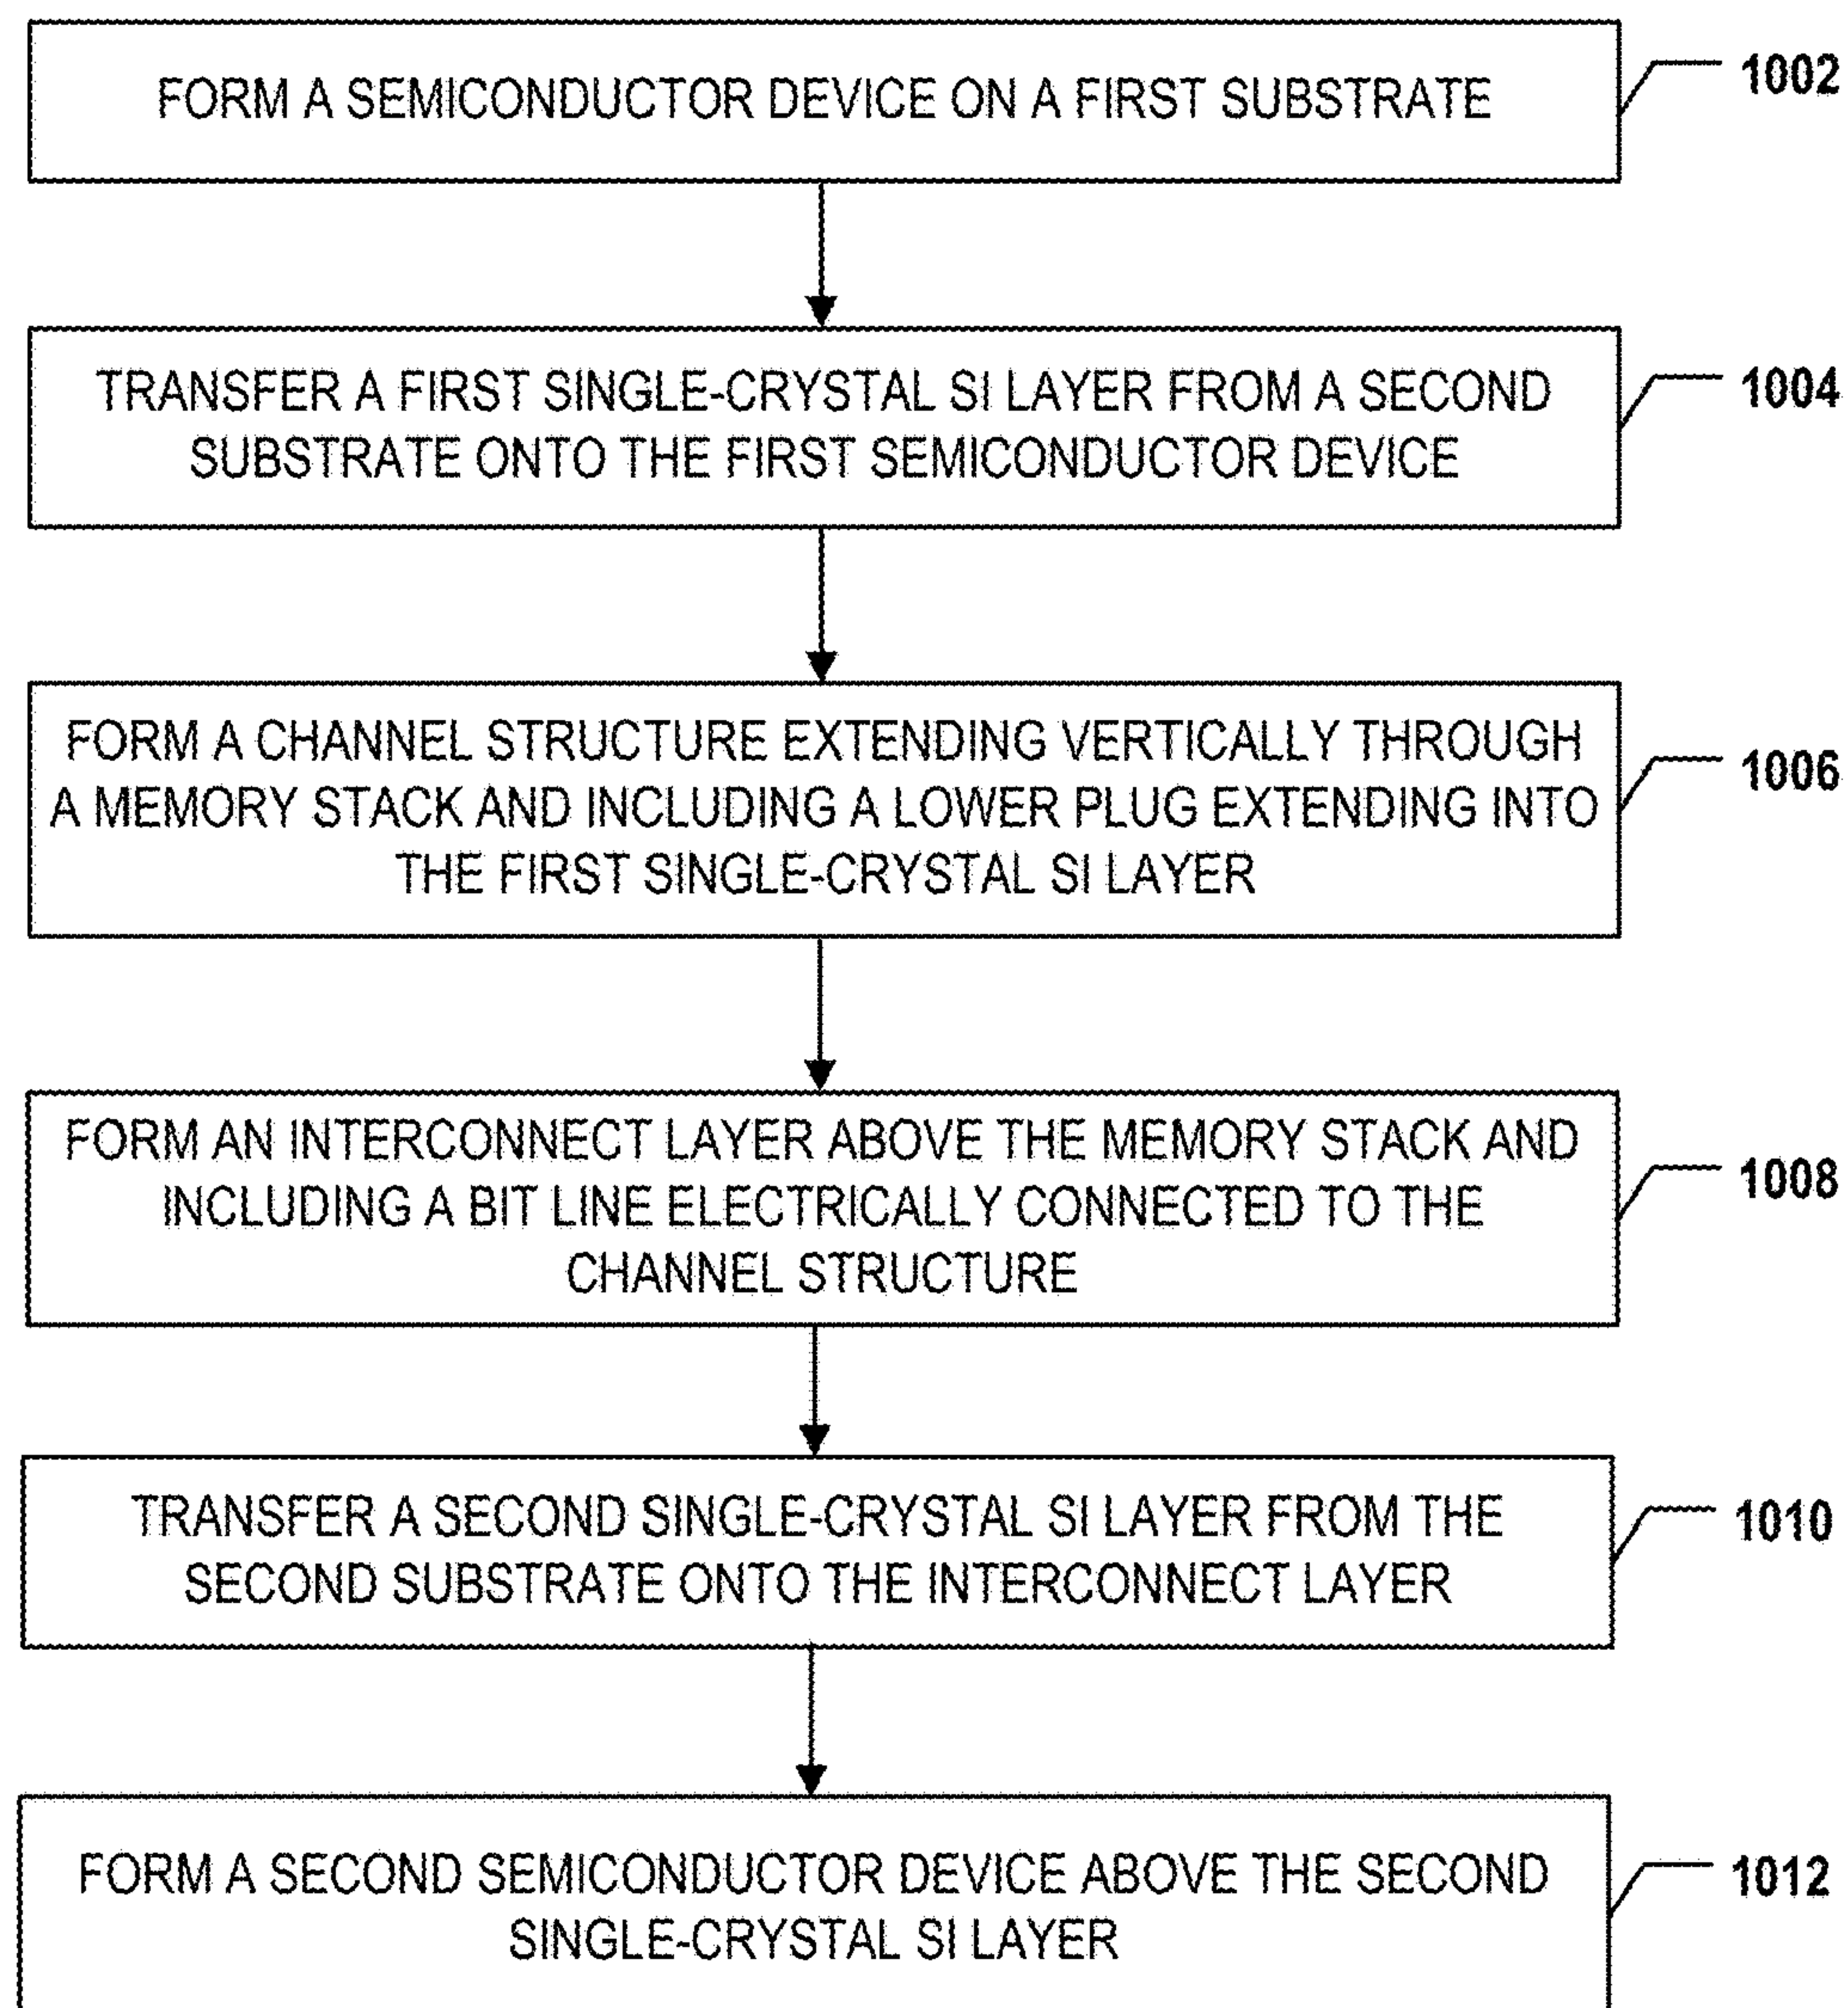 FORM A SEMICONDUCTOR DEVICE ON A FIRST SUBSTRATE
1002
TRANSFER A FIRST SINGLE-CRYSTAL SI LAYER FROM A SECOND
SUBSTRATE ONTO THE FIRST SEMICONDUCTOR DEVICE
1004
FORM A CHANNEL STRUCTURE EXTENDING VERTICALLY THROUGH
A MEMORY STACK AND INCLUDING A LOWER PLUG EXTENDING INTO
THE FIRST SINGLE-CRYSTAL SI LAYER
1006
FORM AN INTERCONNECT LAYER ABOVE THE MEMORY STACK AND
INCLUDING A BIT LINE ELECTRICALLY CONNECTED TO THE
CHANNEL STRUCTURE
1008
TRANSFER A SECOND SINGLE-CRYSTAL SI LAYER FROM THE
SECOND SUBSTRATE ONTO THE INTERCONNECT LAYER
1010
FORM A SECOND SEMICONDUCTOR DEVICE ABOVE THE SECOND
SINGLE-CRYSTAL SI LAYER
1012